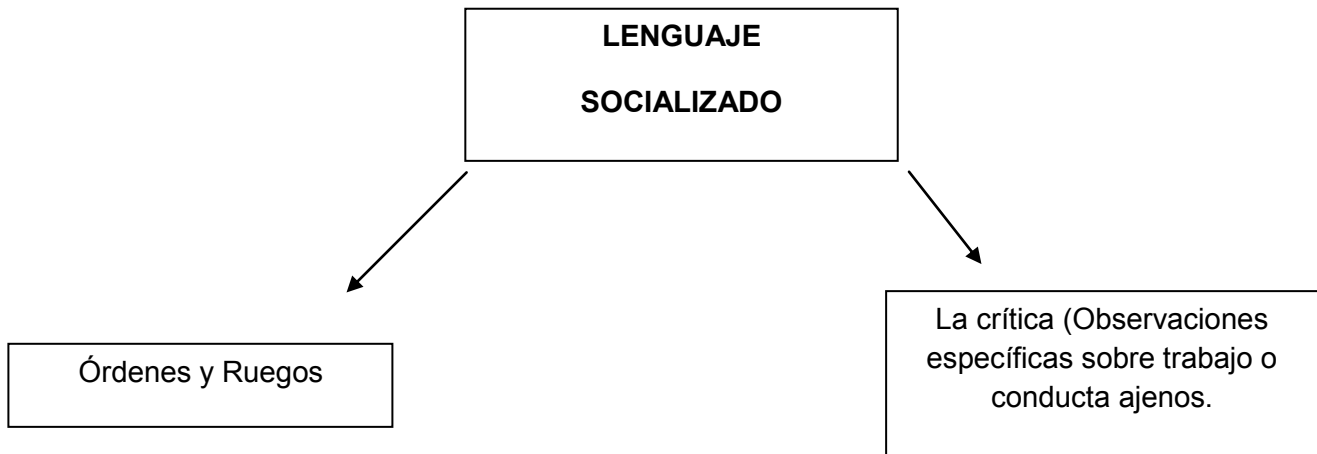 LENGUAJE
SOCIALIZADO
Órdenes y Ruegos
La crítica (Observaciones
específicas sobre trabajo o
conducta ajenos.